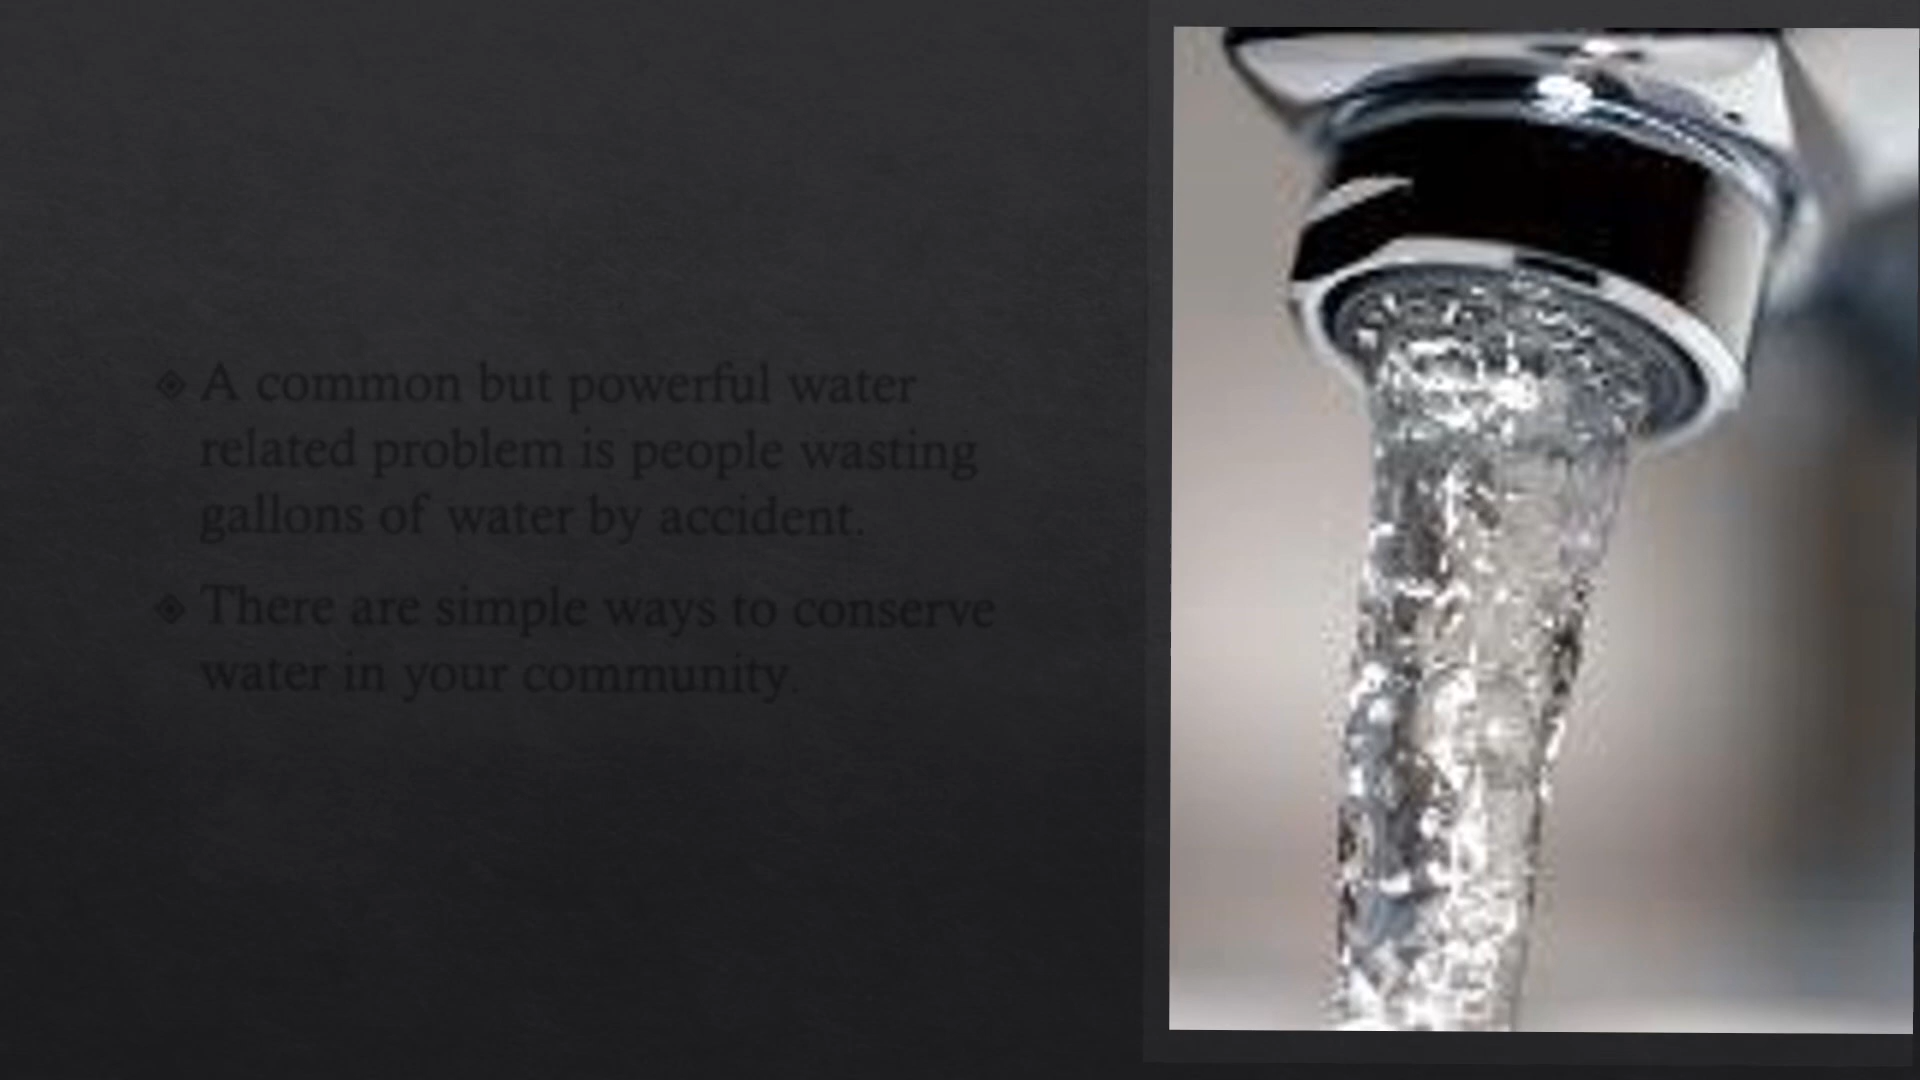 A common but powerful water
related problem is people wasting
gallons of water by accident.
There are simple ways to conserve
water in your community.